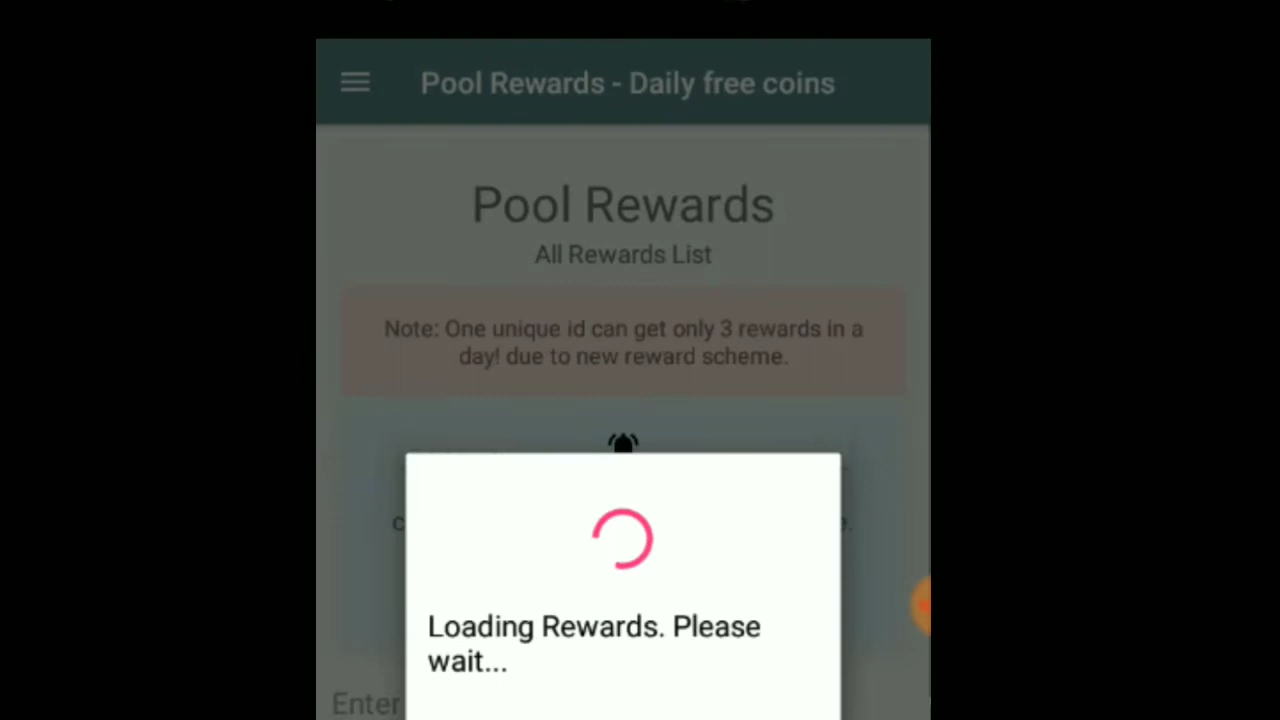 Pool Rewards - Daily free coins
Pool Rewards
All Rewards List
Note: One unique id can get only 3 rewards in a
day! due to new reward scheme.
Loading Rewards. Please
wait...
Enter